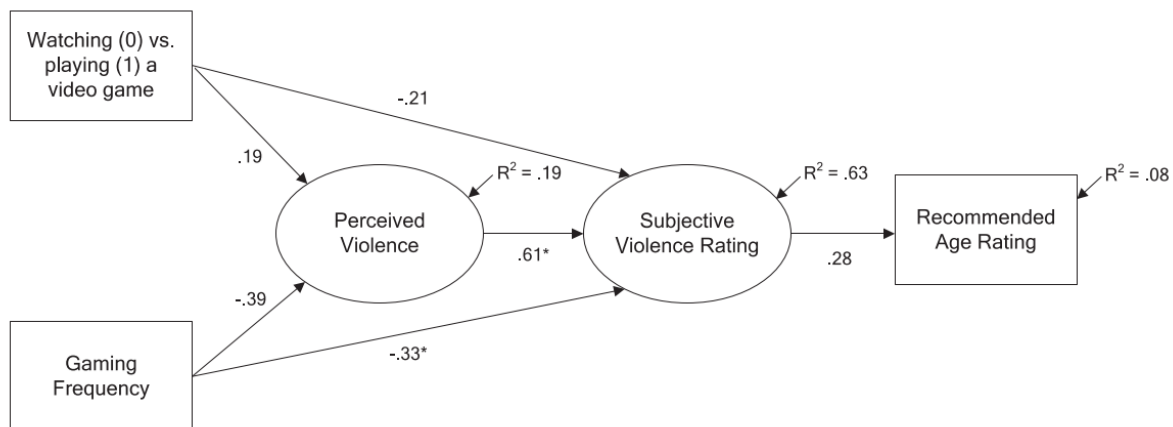 Watching (0) vs.
playing (1) a
video game
-.21
.19
R² = .19
R² = .63
R² = .08
Perceived
Violence
Subjective
Violence Rating
Recommended
Age Rating
.61*
.28
-.39
-.33*
Gaming
Frequency